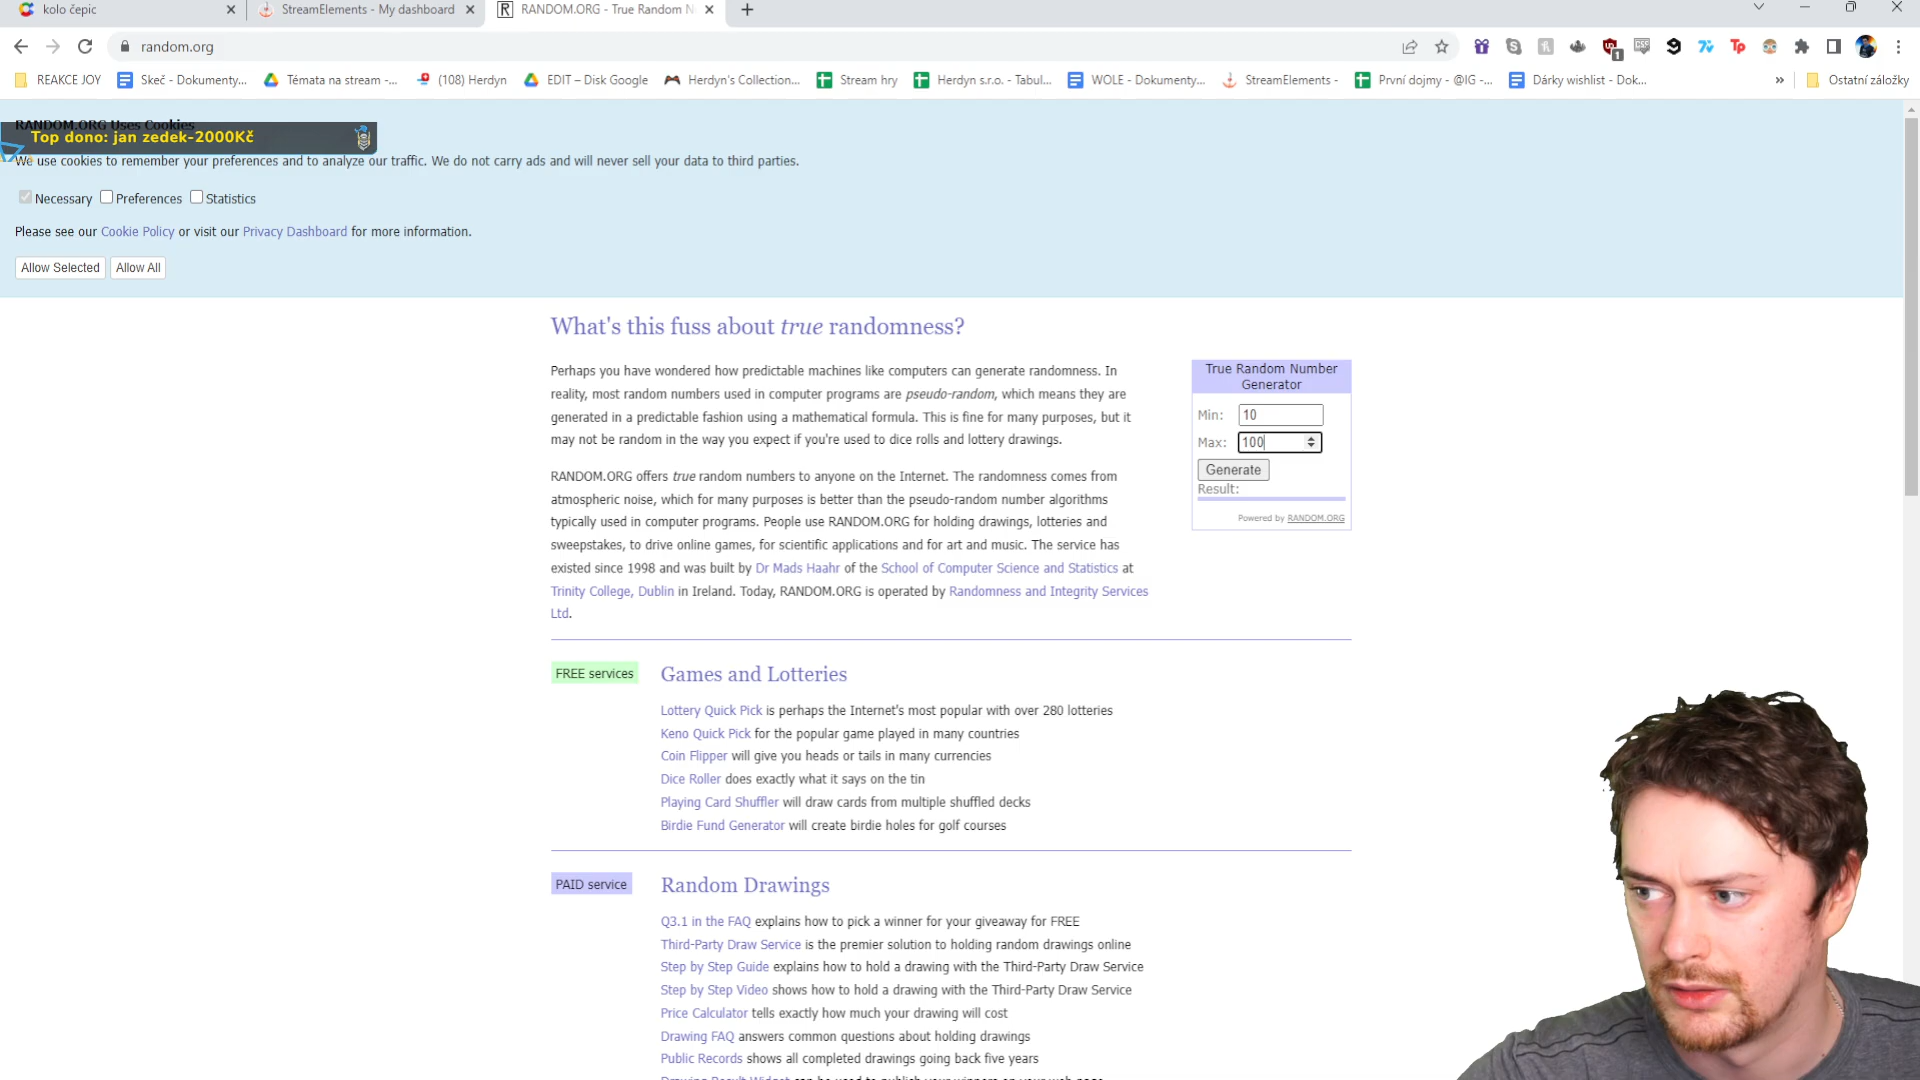 kolo čepic
StreamElements - My dashboard
RANDOM.ORG - True Random N
random.org
REAKCE JOY
Skeč - Dokumenty...
Témata na stream -...
(108) Herdyn
EDIT – Disk Google
Herdyn's Collection...
Stream hry
Herdyn s.r.o. - Tabul...
WOLE - Dokumenty...
StreamElements -
První dojmy - @IG -...
Dárky wishlist - Dok...
»
Ostatní záložky
RANDOM.ORG Uses Cookies
Top dono: jan zedek-2000Kč
We use cookies to remember your preferences and to analyze our traffic. We do not carry ads and will never sell your data to third parties.
Necessary Preferences Statistics
Please see our Cookie Policy or visit our Privacy Dashboard for more information.
Allow Selected Allow All
What's this fuss about true randomness?
Perhaps you have wondered how predictable machines like computers can generate randomness. In
reality, most random numbers used in computer programs are pseudo-random, which means they are
generated in a predictable fashion using a mathematical formula. This is fine for many purposes, but it
may not be random in the way you expect if you're used to dice rolls and lottery drawings.
RANDOM.ORG offers true random numbers to anyone on the Internet. The randomness comes from
atmospheric noise, which for many purposes is better than the pseudo-random number algorithms
typically used in computer programs. People use RANDOM.ORG for holding drawings, lotteries and
sweepstakes, to drive online games, for scientific applications and for art and music. The service has
existed since 1998 and was built by Dr Mads Haahr of the School of Computer Science and Statistics at
Trinity College, Dublin in Ireland. Today, RANDOM.ORG is operated by Randomness and Integrity Services
Ltd.
True Random Number
Generator
Min: 10
Max: 100
Generate
Result:
Powered by RANDOM.ORG
FREE services
Games and Lotteries
Lottery Quick Pick is perhaps the Internet's most popular with over 280 lotteries
Keno Quick Pick for the popular game played in many countries
Coin Flipper will give you heads or tails in many currencies
Dice Roller does exactly what it says on the tin
Playing Card Shuffler will draw cards from multiple shuffled decks
Birdie Fund Generator will create birdie holes for golf courses
PAID service
Random Drawings
Q3.1 in the FAQ explains how to pick a winner for your giveaway for FREE
Third-Party Draw Service is the premier solution to holding random drawings online
Step by Step Guide explains how to hold a drawing with the Third-Party Draw Service
Step by Step Video shows how to hold a drawing with the Third-Party Draw Service
Price Calculator tells exactly how much your drawing will cost
Drawing FAQ answers common questions about holding drawings
Public Records shows all completed drawings going back five years
Drawing Result Widget can be used to publish your winners on your web page